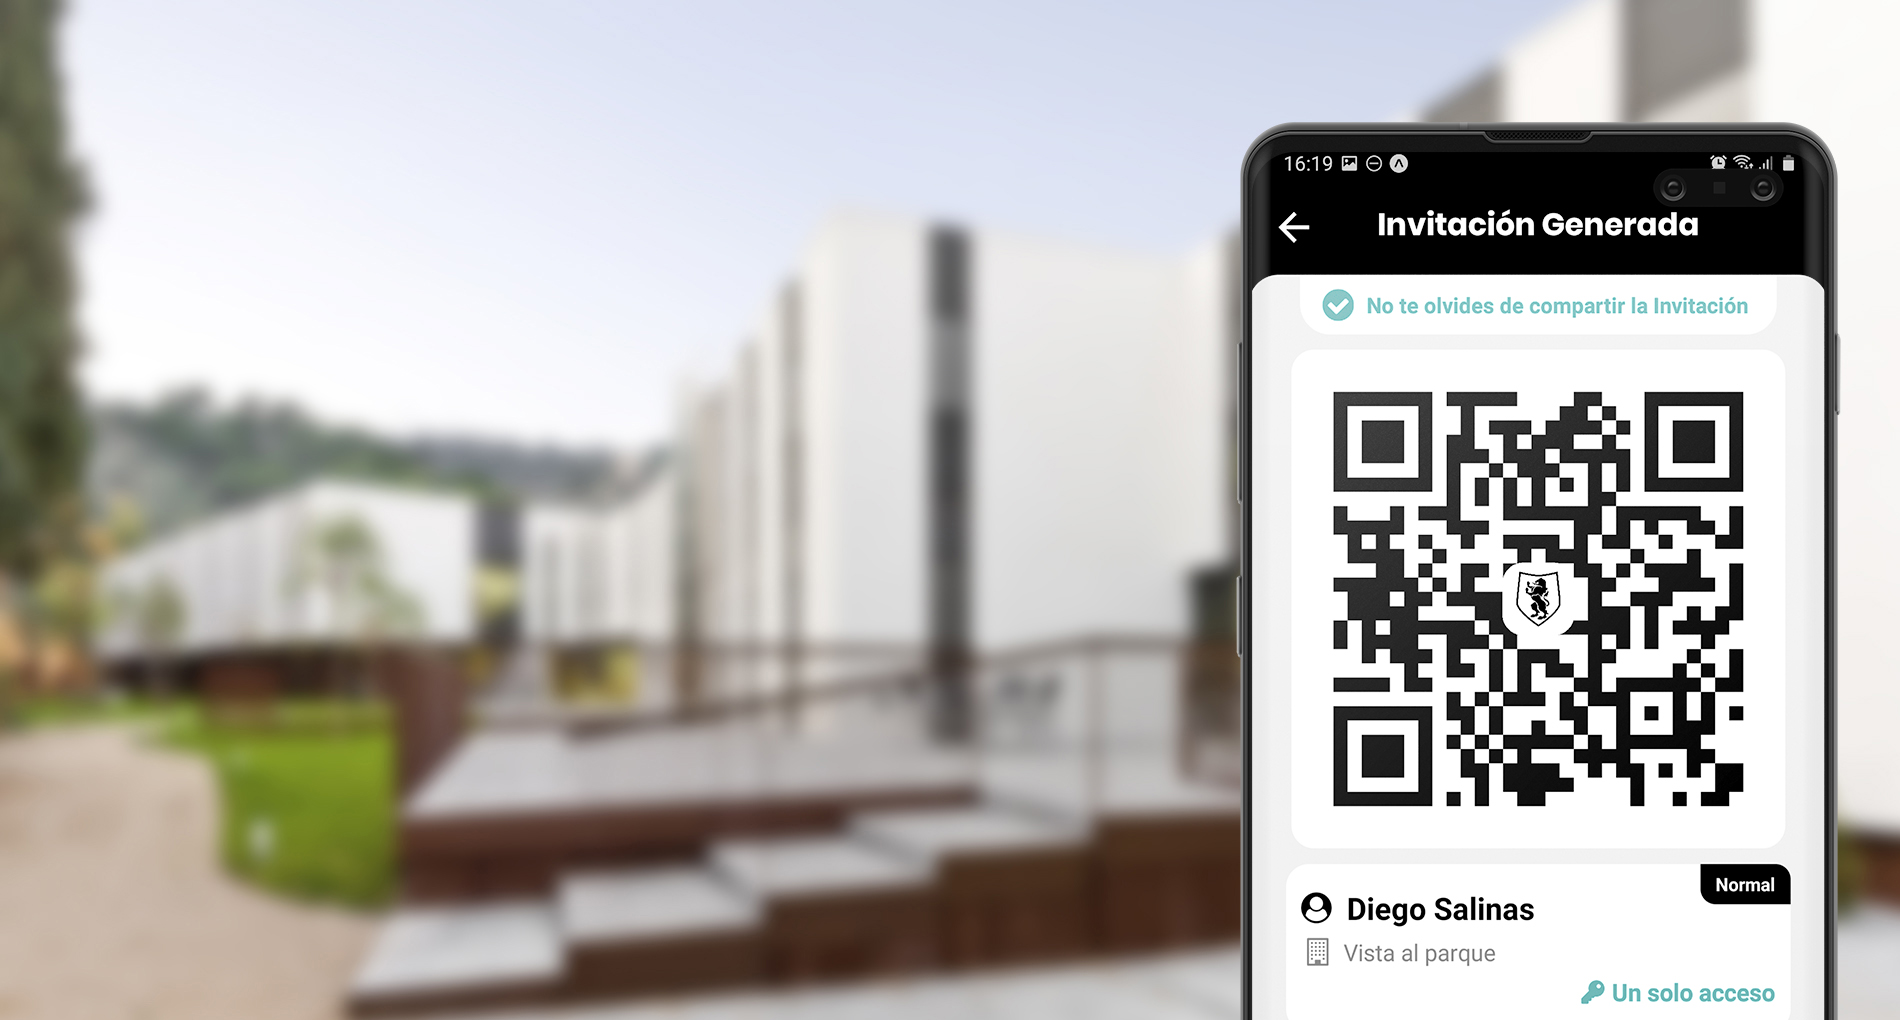 16:19
Invitación Generada
No te olvides de compartir la Invitación
Normal
Diego Salinas
Vista al parque
Un solo acceso